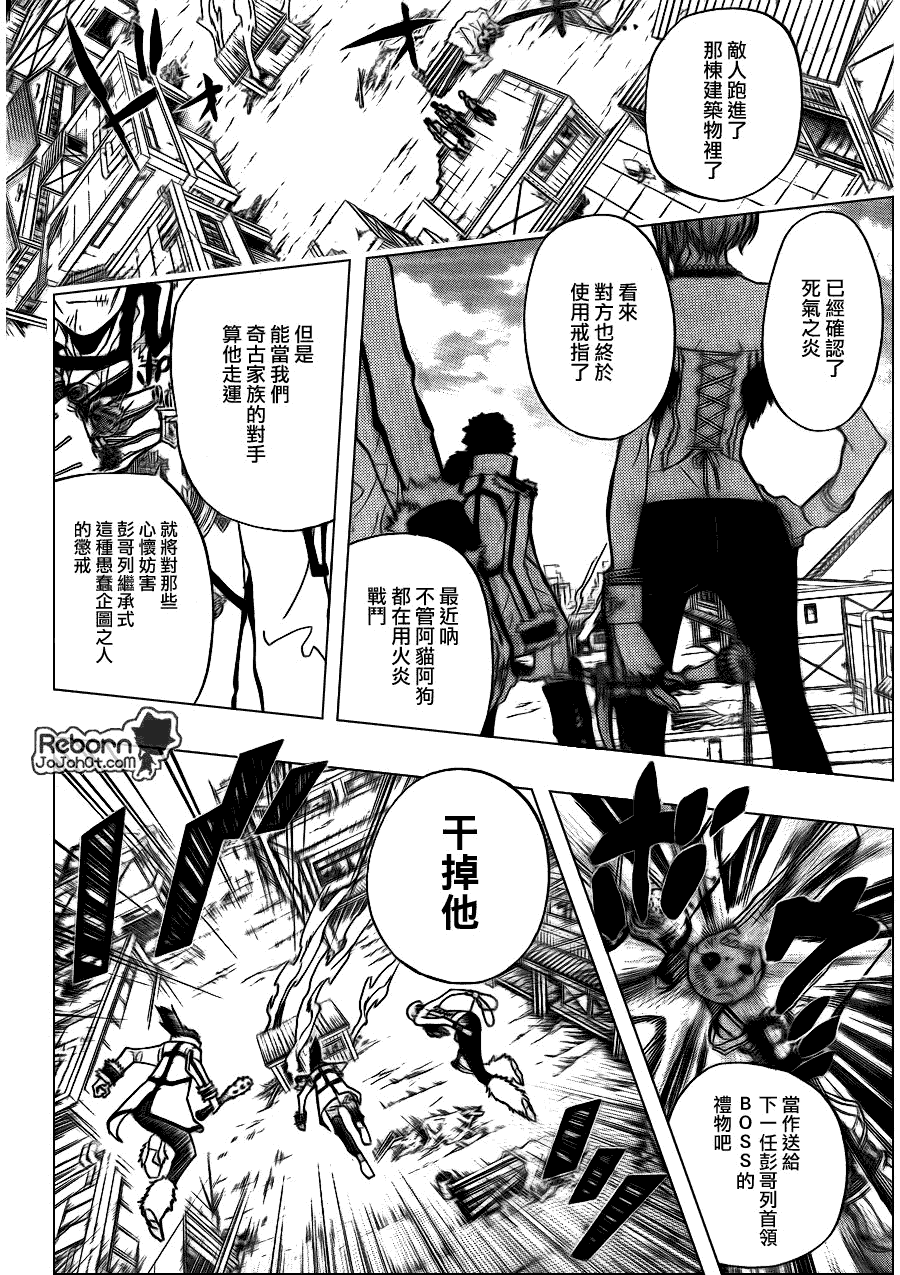 敵人跑進了
那棟建築物裡了
已經確認了
死氣之炎
看來
對方也終於
使用戒指了
最近吶
不管阿貓阿狗
都在用火炎
戰鬥
但是
能當我們
奇古家族的對手
算他走運
就將對那些
心懷妨害
彭哥列繼承式
這種愚蠢企圖之人
的懲戒
當作送給
下一任彭哥列首領
BOSS的
禮物吧
干掉他
Reborn
JoJoHot.com